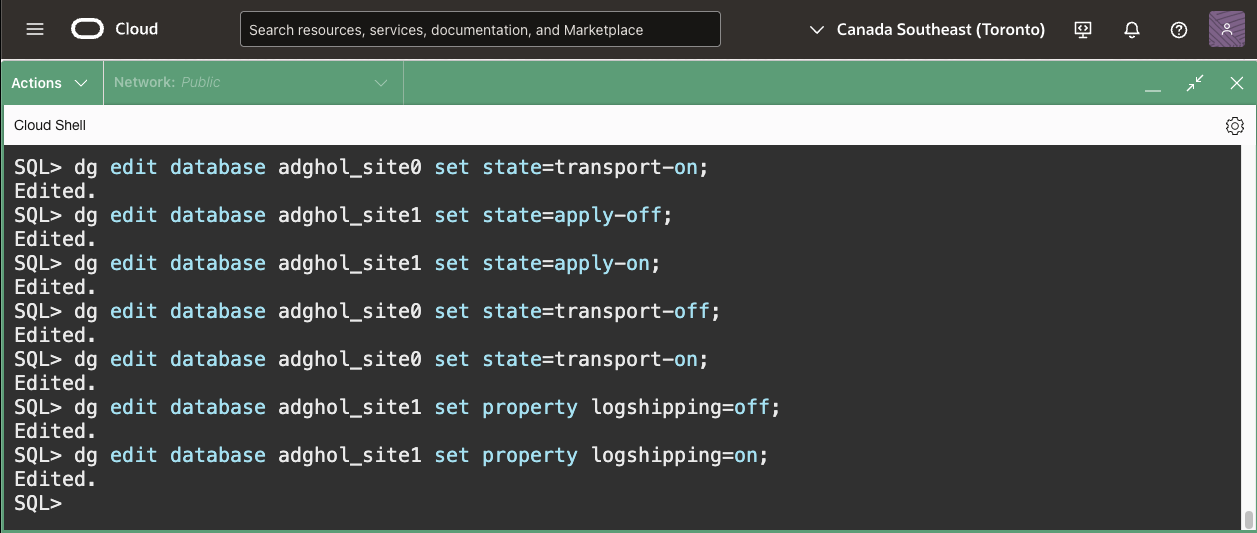 Cloud
Search resources, services, documentation, and Marketplace
Canada Southeast (Toronto)
Actions
Network: Public
Cloud Shell
SQL> dg edit database adghol_site0 set state=transport-on;
Edited.
SQL> dg edit database adghol_site1 set state=apply-off;
Edited.
SQL> dg edit database adghol_site1 set state=apply-on;
Edited.
SQL> dg edit database adghol_site0 set state=transport-off;
Edited.
SQL> dg edit database adghol_site0 set state=transport-on;
Edited.
SQL> dg edit database adghol_site1 set property logshipping=off;
Edited.
SQL> dg edit database adghol_site1 set property logshipping=on;
Edited.
SQL>